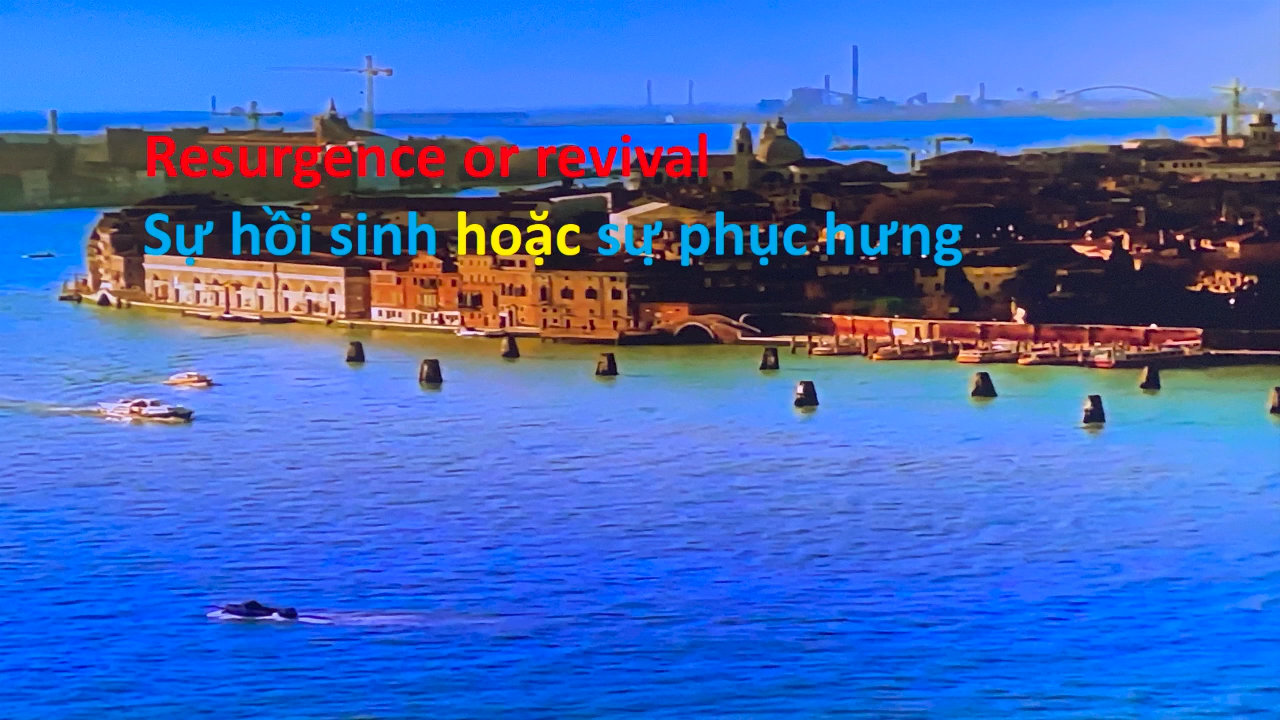 Resurgence or revival
Sự hồi sinh hoặc sự phục hưng